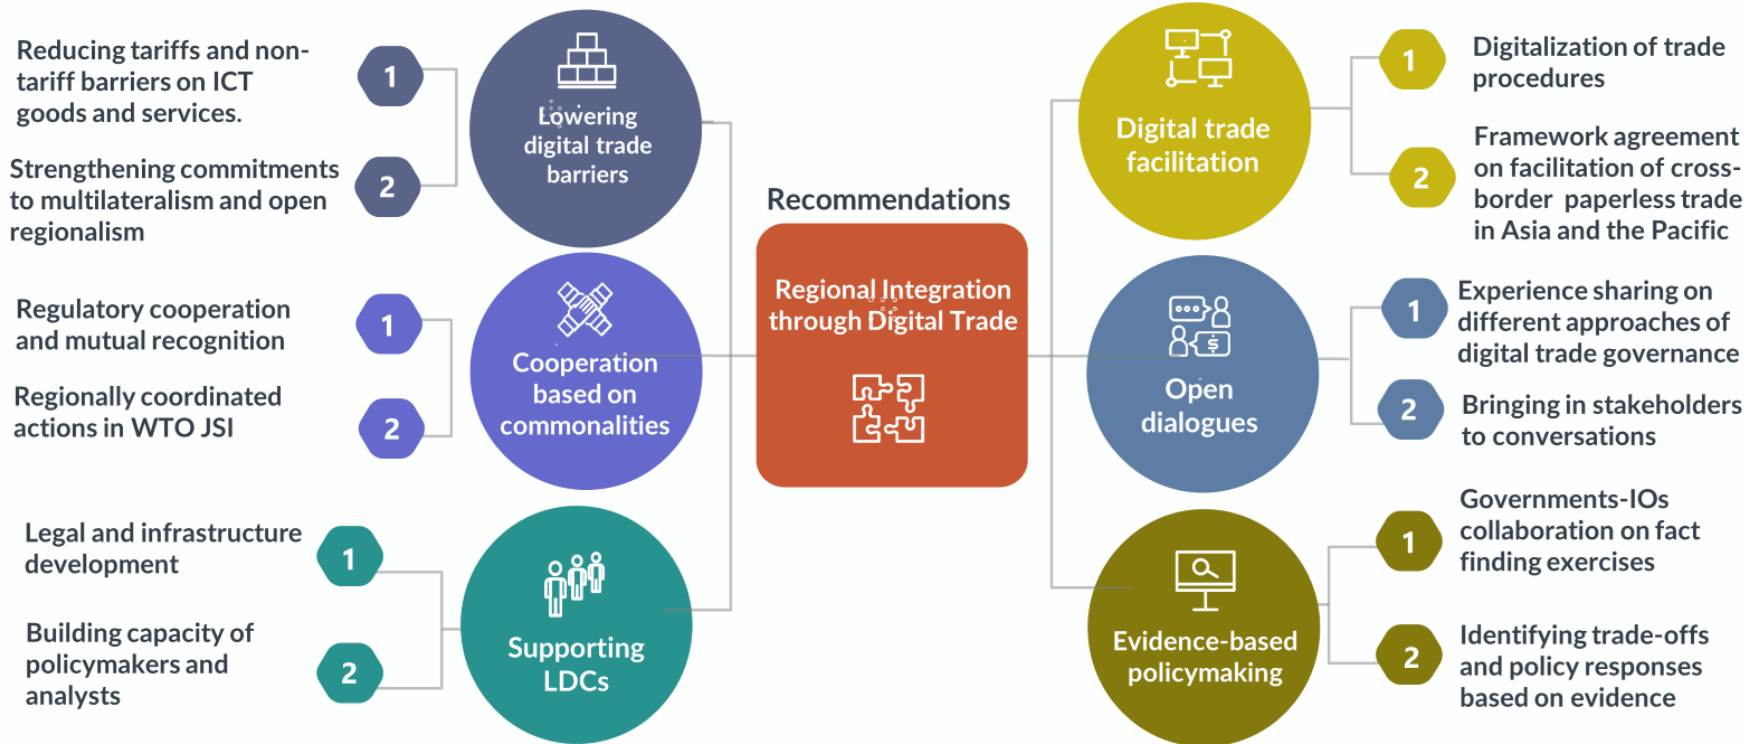 Recommendations
Regional Integration
through Digital Trade
Lowering
digital trade
barriers
1
Reducing tariffs and non-
tariff barriers on ICT
goods and services.
2
Strengthening commitments
to multilateralism and open
regionalism
Cooperation
based on
commonalities
1
Regulatory cooperation
and mutual recognition
2
Regionally coordinated
actions in WTO JSI
Supporting
LDCs
1
Legal and infrastructure
development
2
Building capacity of
policymakers and
analysts
Digital trade
facilitation
1
Digitalization of trade
procedures
2
Framework agreement
on facilitation of cross-
border paperless trade
in Asia and the Pacific
Open
dialogues
1
Experience sharing on
different approaches of
digital trade governance
2
Bringing in stakeholders
to conversations
Evidence-based
policymaking
1
Governments-IOs
collaboration on fact
finding exercises
2
Identifying trade-offs
and policy responses
based on evidence